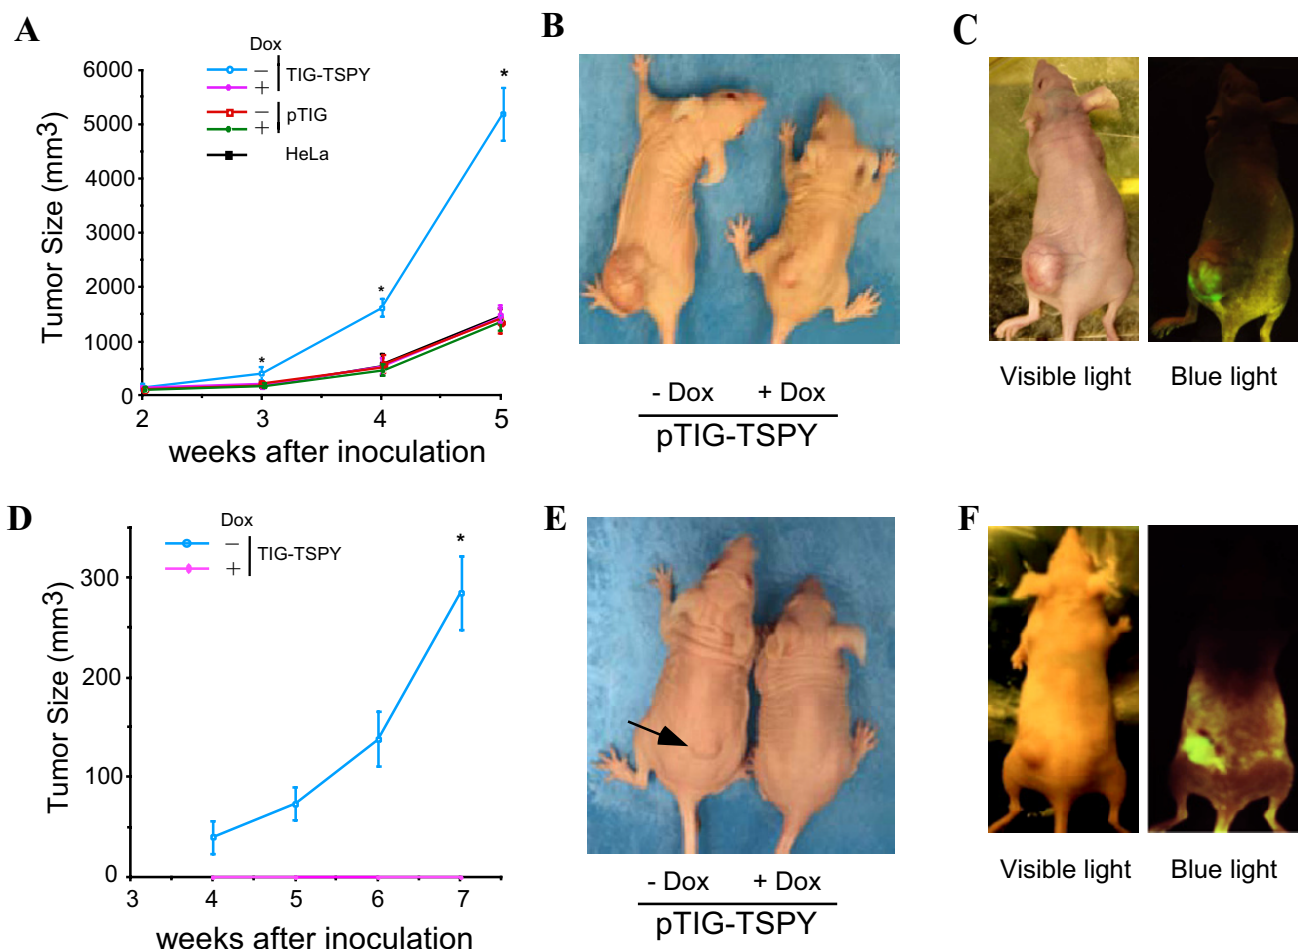 A
Dox
− TIG-TSPY
+
− pTIG
+
HeLa
Tumor Size (mm3)
6000
5000
4000
3000
2000
1000
0
*
*
*
2 3 4 5
weeks after inoculation
B
- Dox + Dox
pTIG-TSPY
C
Visible light Blue light
D
Dox
− TIG-TSPY
+
Tumor Size (mm3)
300
200
100
0
*
3 4 5 6 7
weeks after inoculation
E
- Dox + Dox
pTIG-TSPY
F
Visible light Blue light